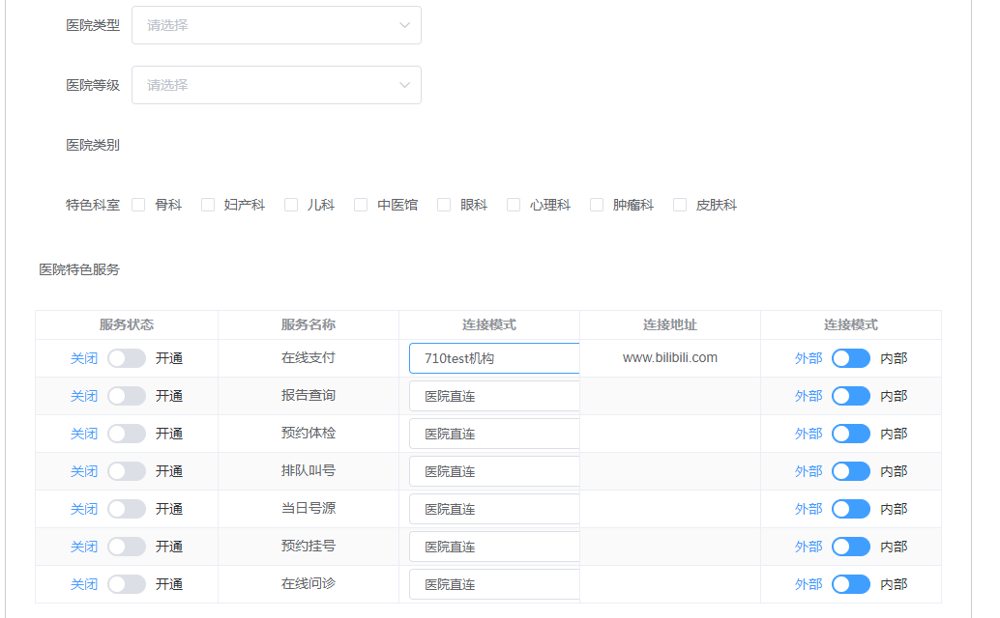 医院类型 请选择
医院等级 请选择
医院类别
特色科室 骨科 妇产科 儿科 中医馆 眼科 心理科 肿瘤科 皮肤科
医院特色服务
服务状态 服务名称 连接模式 连接地址 连接模式
关闭 开通 在线支付 710test机构 www.bilibili.com 外部 内部
关闭 开通 报告查询 医院直连 外部 内部
关闭 开通 预约体检 医院直连 外部 内部
关闭 开通 排队叫号 医院直连 外部 内部
关闭 开通 当日号源 医院直连 外部 内部
关闭 开通 预约挂号 医院直连 外部 内部
关闭 开通 在线问诊 医院直连 外部 内部